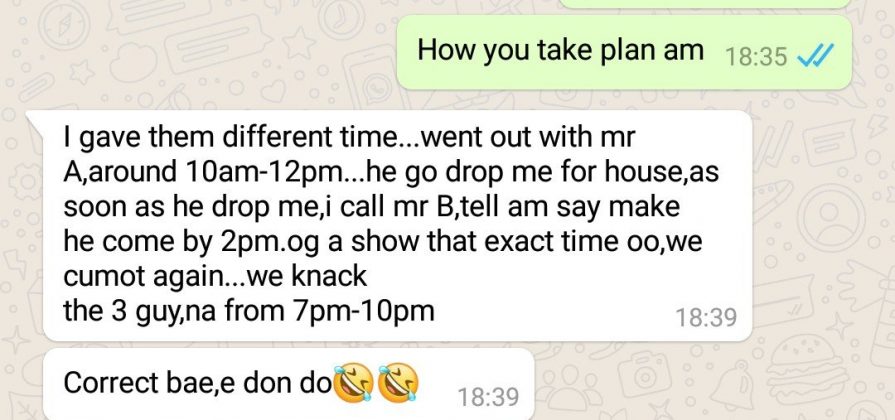 How you take plan am 18:35
I gave them different time...went out with mr
A,around 10am-12pm...he go drop me for house,as
soon as he drop me,i call mr B,tell am say make
he come by 2pm.og a show that exact time oo,we
cumot again...we knack
the 3 guy,na from 7pm-10pm
18:39
Correct bae,e don do🤣🤣 18:39